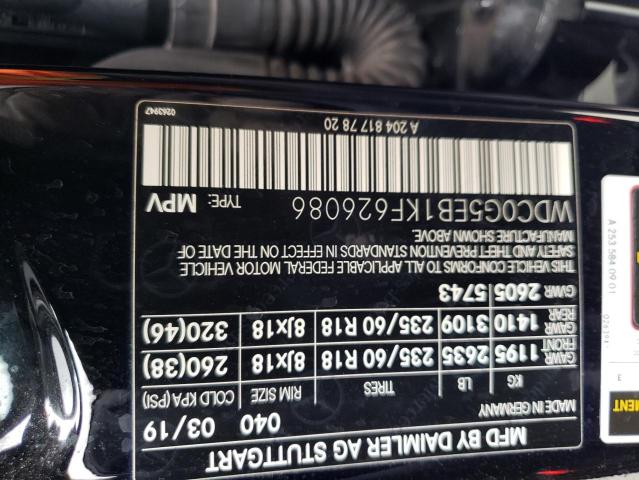 MFD BY DAIMLER AG STUTTGART
MADE IN GERMANY 040 03/19
KG LB TIRES RIM SIZE COLD KPA(PSI)
GAWR FRONT 1195 2635 235/60 R18 8Jx18 260(38)
GAWR REAR 1410 3109 235/60 R18 8Jx18 320(46)
GVWR 2605 5743
THIS VEHICLE CONFORMS TO ALL APPLICABLE FEDERAL MOTOR VEHICLE
SAFETY AND THEFT PREVENTION STANDARDS IN EFFECT ON THE DATE OF
MANUFACTURE SHOWN ABOVE.
WDC0G5EB1KF626086 TYPE: MPV
A 204 817 78 20
0263947
A 253 584 09 01
3